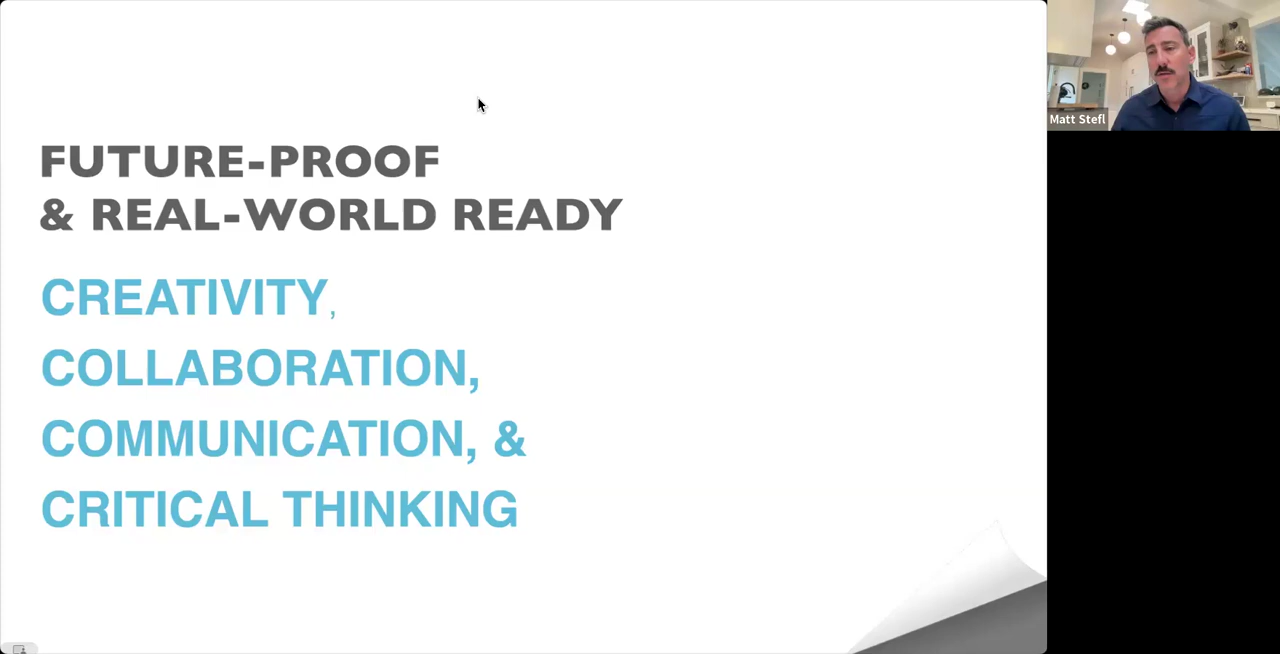 FUTURE-PROOF
& REAL-WORLD READY
CREATIVITY,
COLLABORATION,
COMMUNICATION, &
CRITICAL THINKING
Matt Stefl